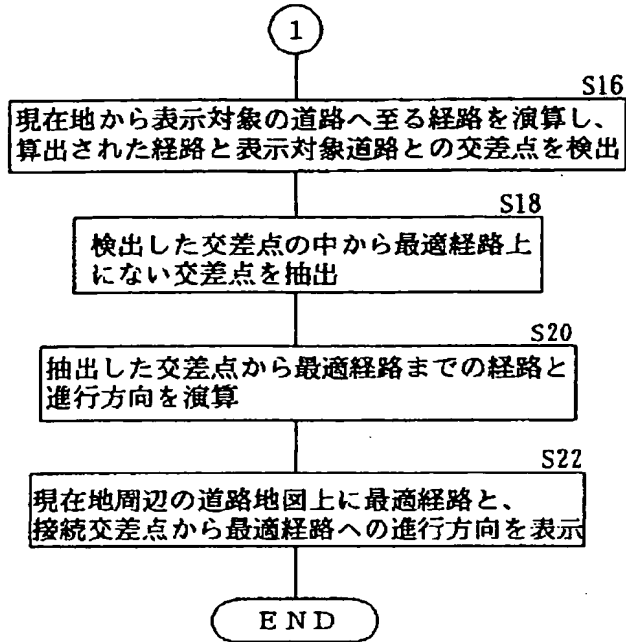 1
S16
現在地から表示対象の道路へ至る経路を演算し、
算出された経路と表示対象道路との交差点を検出
S18
検出した交差点の中から最適経路上
にない交差点を抽出
S20
抽出した交差点から最適経路までの経路と
進行方向を演算
S22
現在地周辺の道路地図上に最適経路と、
接続交差点から最適経路への進行方向を表示
END